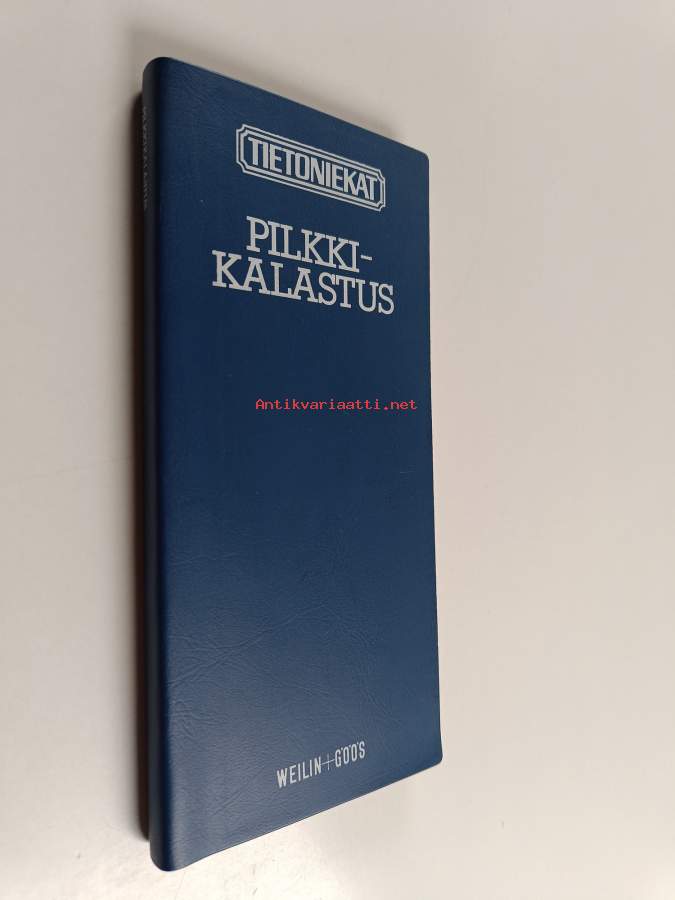 TIETONIEKAT
PILKKI-
KALASTUS
Antikvariaatti.net
WEILIN+GÖÖS